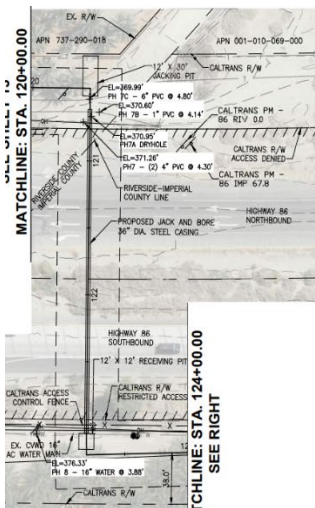 EX. R/W
APN 737-290-018
APN 001-010-069-000
12' X 30'
JACKING PIT
CALTRANS R/W
20
EL=369.99'
PH 7C - 6" PVC @ 4.80'
EL=370.60'
PH 7B - 1" PVC @ 4.14'
EL=370.95'
PH7A DRYHOLE
EL=371.26'
PH7 - (2) 4" PVC @ 4.30'
CALTRANS PM -
86 RIV 0.0
CALTRANS R/W
ACCESS DENIED
CALTRANS PM -
86 IMP 67.8
SEE SHEET 13
MATCHLINE: STA. 120+00.00
RIVERSIDE COUNTY
IMPERIAL COUNTY
121
RIVERSIDE-IMPERIAL
COUNTY LINE
HIGHWAY 86
NORTHBOUND
PROPOSED JACK AND BORE
36" DIA. STEEL CASING
122
HIGHWAY 86
SOUTHBOUND
12' X 12' RECEIVING PIT
CALTRANS ACCESS
CONTROL FENCE
CALTRANS R/W
RESTRICTED ACCESS
EX. CVWD 16"
AC WATER MAIN
EL=376.33'
PH 8 - 16" WATER @ 3.88'
38.0'
CALTRANS R/W
TCHLINE: STA. 124+00.00
SEE RIGHT